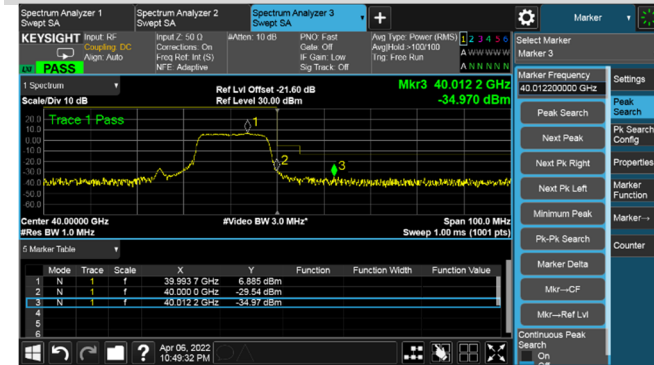 Spectrum Analyzer 1
Swept SA
Spectrum Analyzer 2
Swept SA
Spectrum Analyzer 3
Swept SA
Marker
KEYSIGHT
Input: RF
Coupling: DC
Align: Auto
Input Z: 50 Ω
Corrections: On
Freq Ref: Int (S)
NFE: Adaptive
#Atten: 10 dB
PNO: Fast
Gate: Off
IF Gain: Low
Sig Track: Off
Avg Type: Power (RMS)
Avg|Hold:>100/100
Trig: Free Run
1 2 3 4 5 6
A WWWWW
A N N N N N
PASS
Select Marker
Marker 3
1 Spectrum
Scale/Div 10 dB
Ref Lvl Offset -21.60 dB
Ref Level 30.00 dBm
Mkr3 40.012 2 GHz
-34.970 dBm
Trace 1 Pass
20.0
10.0
0.00
-10.0
-20.0
-30.0
-40.0
-50.0
-60.0
1
2
3
Center 40.00000 GHz
#Res BW 1.0 MHz
#Video BW 3.0 MHz*
Span 100.0 MHz
Sweep 1.00 ms (1001 pts)
5 Marker Table
Mode Trace Scale X Y Function Function Width Function Value
1 N 1 f 39.993 7 GHz 6.885 dBm
2 N 1 f 40.000 0 GHz -29.54 dBm
3 N 1 f 40.012 2 GHz -34.97 dBm
4
5
6
Apr 06, 2022
10:49:32 PM
Marker Frequency
40.012200000 GHz
Peak Search
Next Peak
Next Pk Right
Next Pk Left
Minimum Peak
Pk-Pk Search
Marker Delta
Mkr→CF
Mkr→Ref Lvl
Continuous Peak
Search
On
Off
Settings
Peak
Search
Pk Search
Config
Properties
Marker
Function
Marker→
Counter